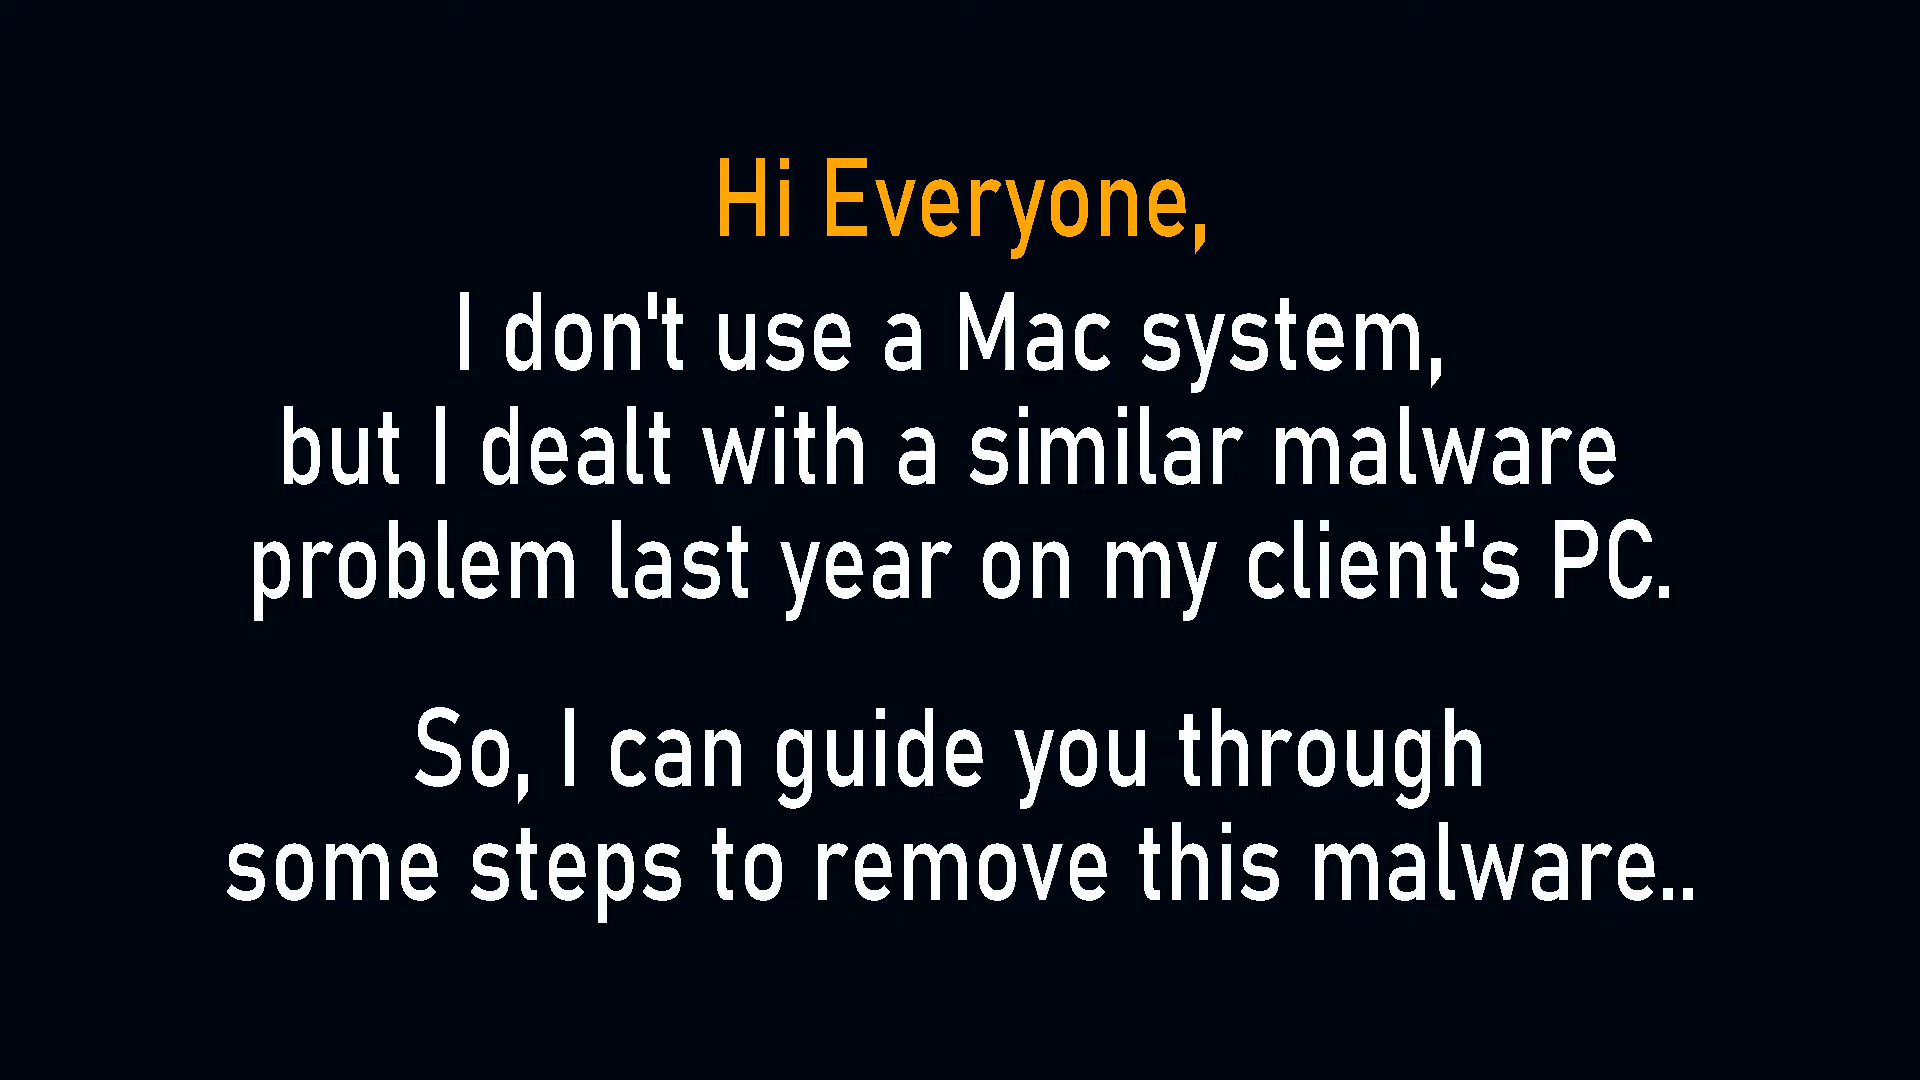 Hi Everyone,
I don't use a Mac system,
but I dealt with a similar malware
problem last year on my client's PC.
So, I can guide you through
some steps to remove this malware..